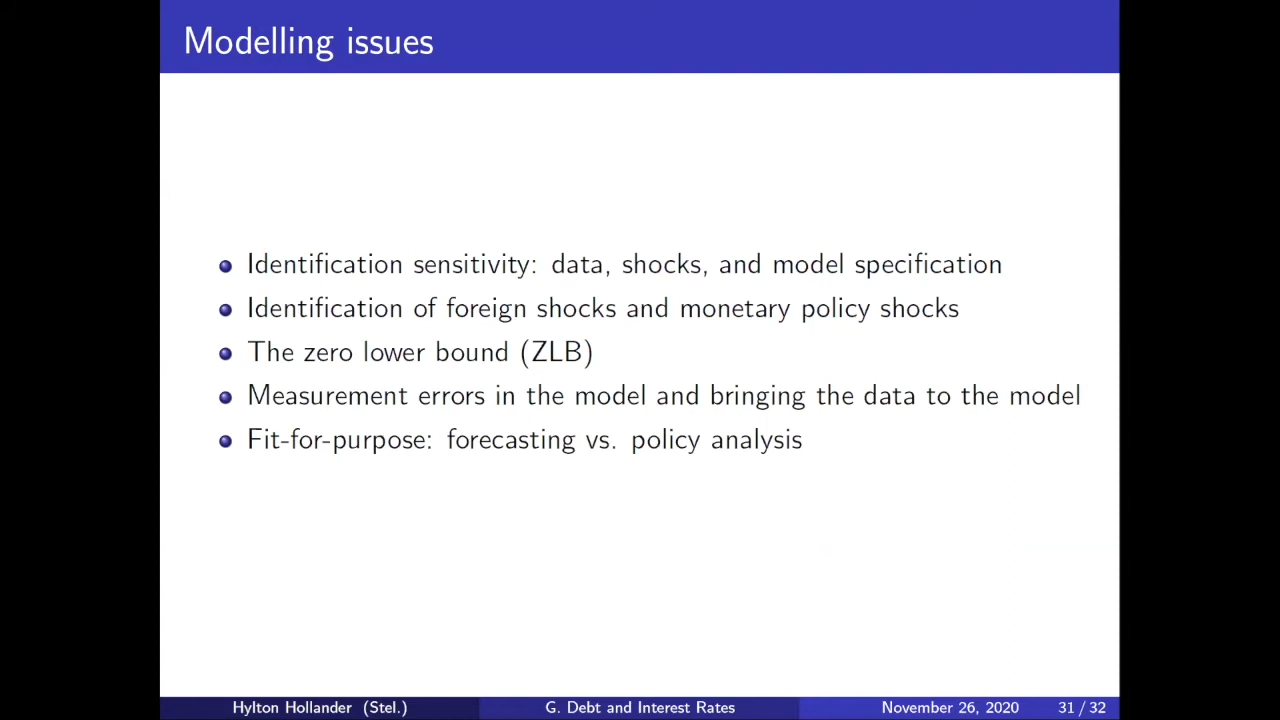 Modelling issues
Identification sensitivity: data, shocks, and model specification
Identification of foreign shocks and monetary policy shocks
The zero lower bound (ZLB)
Measurement errors in the model and bringing the data to the model
Fit-for-purpose: forecasting vs. policy analysis
Hylton Hollander (Stel.) G. Debt and Interest Rates November 26, 2020 31 / 32